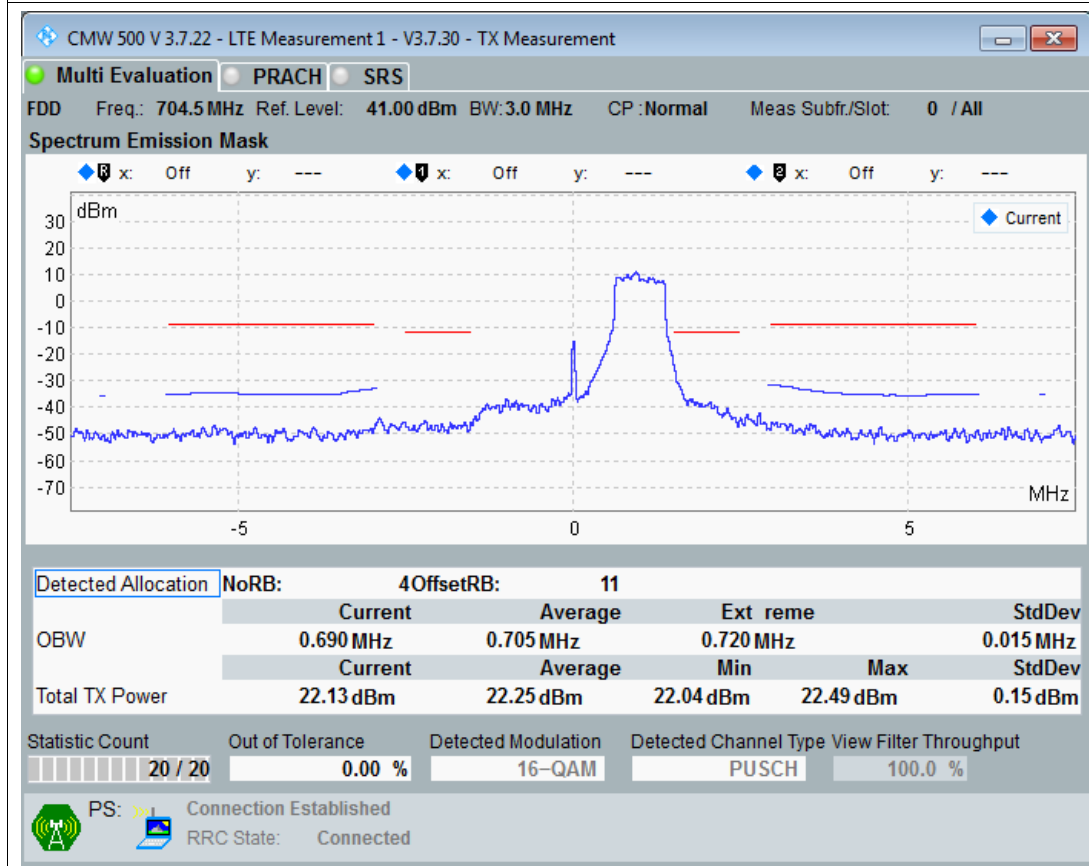 CMW 500 V 3.7.22 - LTE Measurement 1 - V3.7.30 - TX Measurement
Multi Evaluation PRACH SRS
FDD Freq.: 704.5 MHz Ref. Level: 41.00 dBm BW: 3.0 MHz CP : Normal Meas Subfr./Slot: 0 / All
Spectrum Emission Mask
R x: Off y: --- 1 x: Off y: --- 2 x: Off y: ---
dBm
Current
30
20
10
0
-10
-20
-30
-40
-50
-60
-70
MHz
-5 0 5
Detected Allocation NoRB: 4 OffsetRB: 11
Current Average Ext reme StdDev
OBW 0.690 MHz 0.705 MHz 0.720 MHz 0.015 MHz
Current Average Min Max StdDev
Total TX Power 22.13 dBm 22.25 dBm 22.04 dBm 22.49 dBm 0.15 dBm
Statistic Count Out of Tolerance Detected Modulation Detected Channel Type View Filter Throughput
20 / 20 0.00 % 16-QAM PUSCH 100.0 %
PS: Connection Established
RRC State: Connected